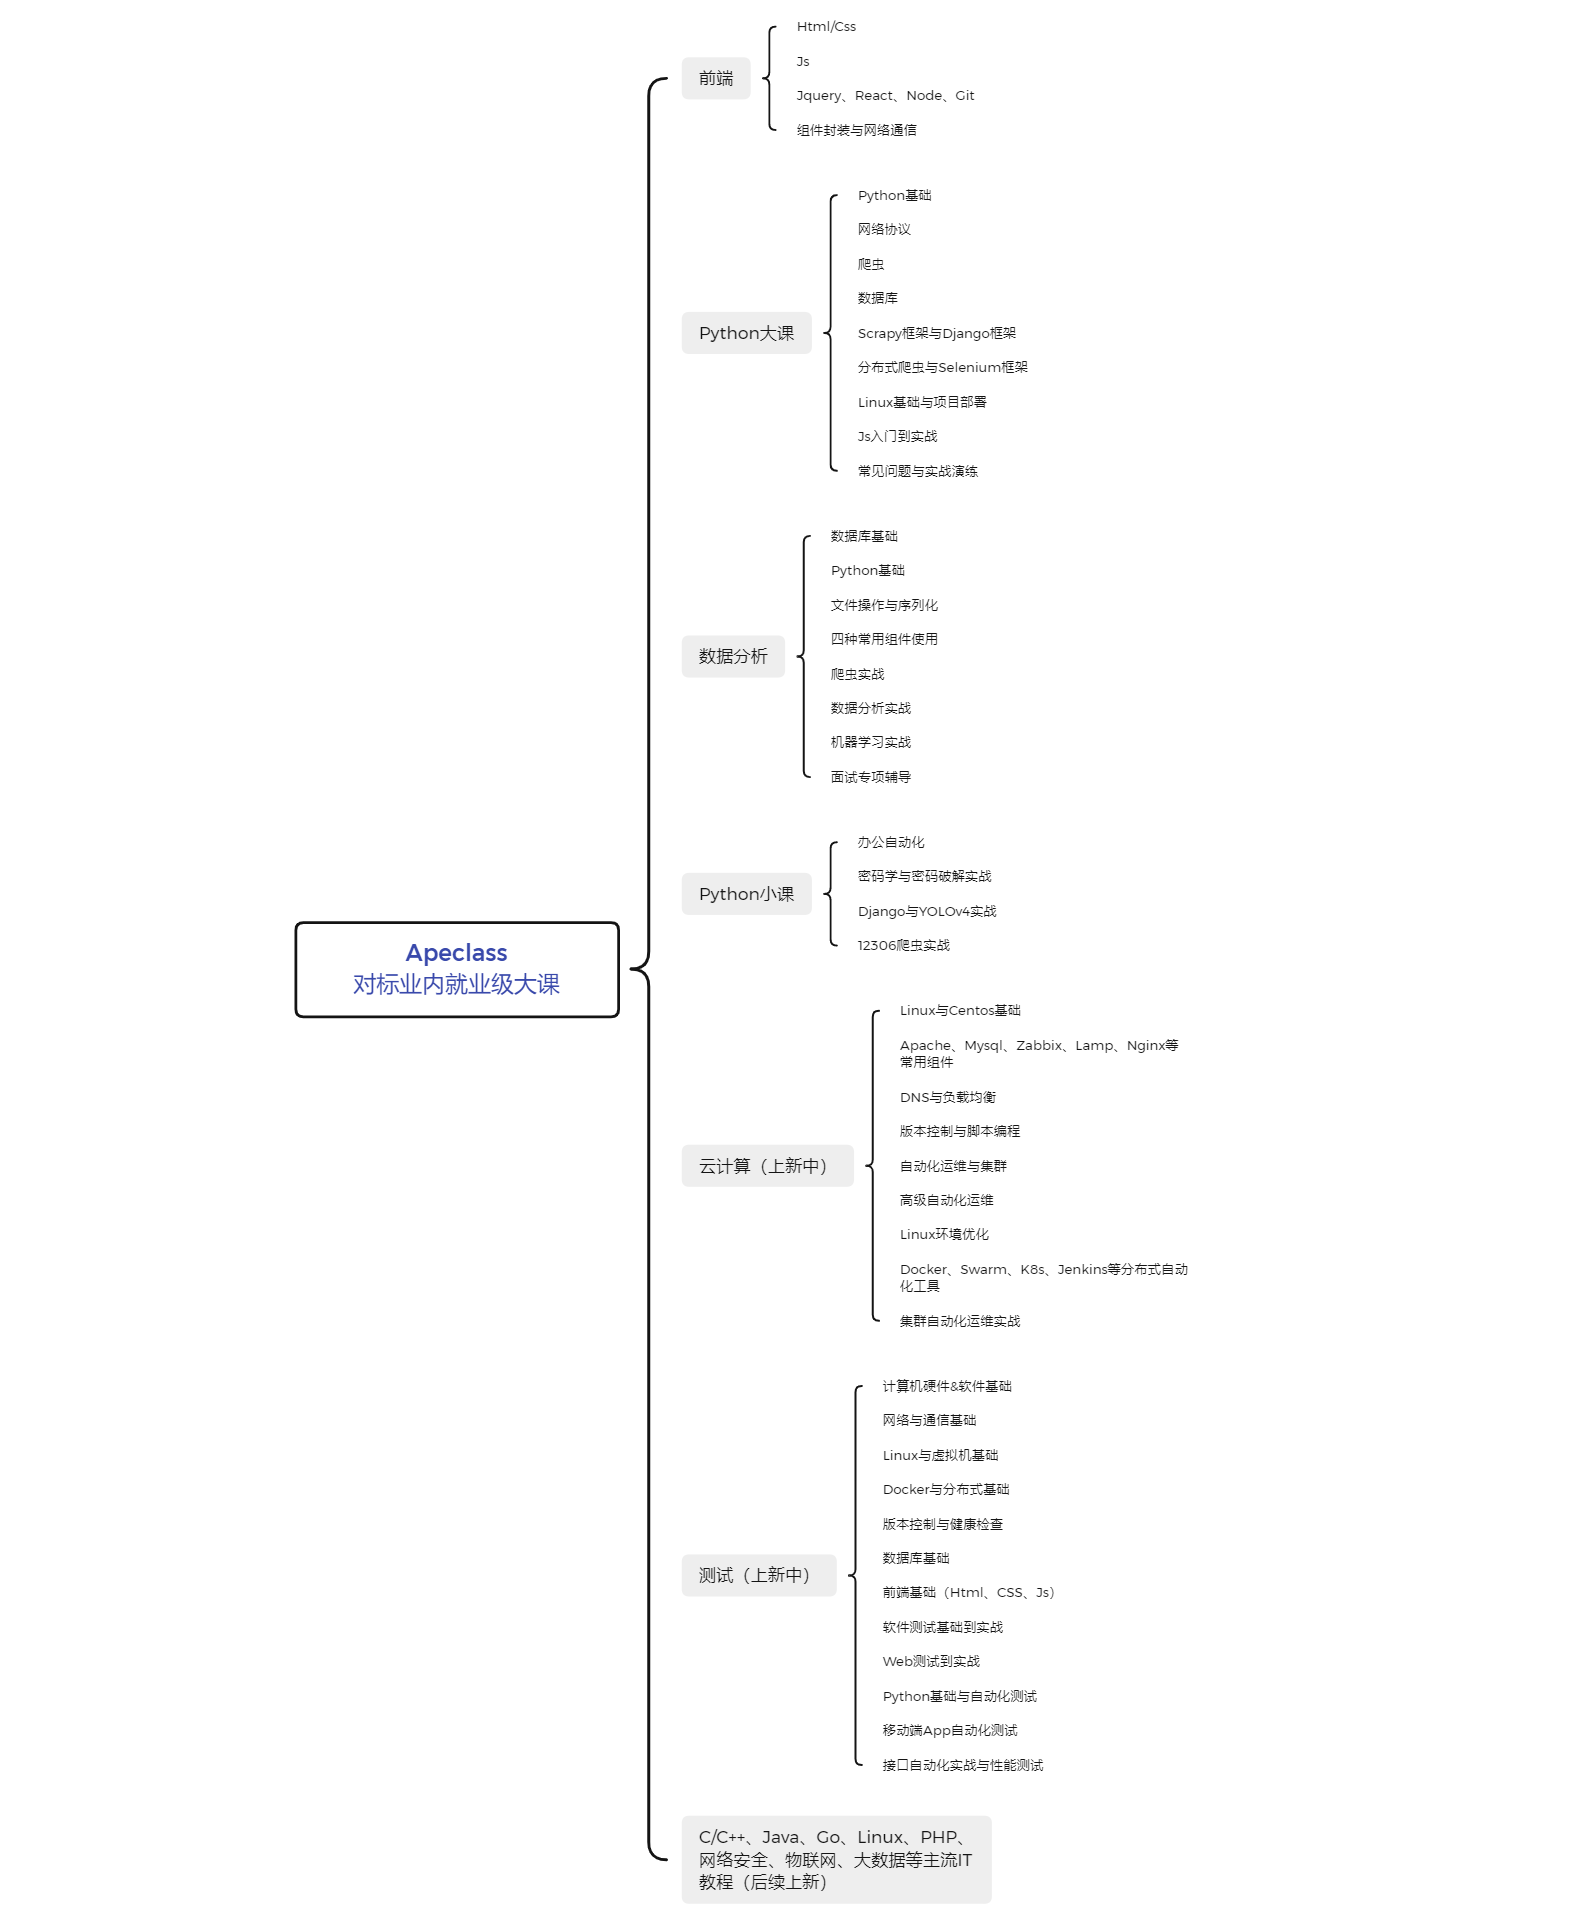 Apeclass
对标业内就业级大课
前端
Html/Css
Js
Jquery、React、Node、Git
组件封装与网络通信
Python大课
Python基础
网络协议
爬虫
数据库
Scrapy框架与Django框架
分布式爬虫与Selenium框架
Linux基础与项目部署
Js入门到实战
常见问题与实战演练
数据分析
数据库基础
Python基础
文件操作与序列化
四种常用组件使用
爬虫实战
数据分析实战
机器学习实战
面试专项辅导
Python小课
办公自动化
密码学与密码破解实战
Django与YOLOv4实战
12306爬虫实战
云计算（上新中）
Linux与Centos基础
Apache、Mysql、Zabbix、Lamp、Nginx等
常用组件
DNS与负载均衡
版本控制与脚本编程
自动化运维与集群
高级自动化运维
Linux环境优化
Docker、Swarm、K8s、Jenkins等分布式自动
化工具
集群自动化运维实战
测试（上新中）
计算机硬件&软件基础
网络与通信基础
Linux与虚拟机基础
Docker与分布式基础
版本控制与健康检查
数据库基础
前端基础（Html、CSS、Js）
软件测试基础到实战
Web测试到实战
Python基础与自动化测试
移动端App自动化测试
接口自动化实战与性能测试
C/C++、Java、Go、Linux、PHP、
网络安全、物联网、大数据等主流IT
教程（后续上新）